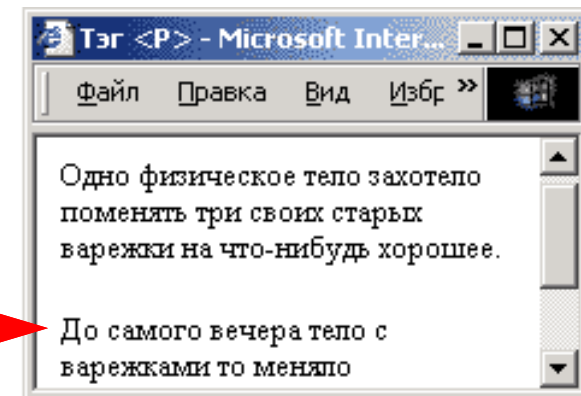 Тэг <P> - Microsoft Inter...
Файл Правка Вид Избр »
Одно физическое тело захотело
поменять три своих старых
варежки на что-нибудь хорошее.
До самого вечера тело с
варежками то меняло